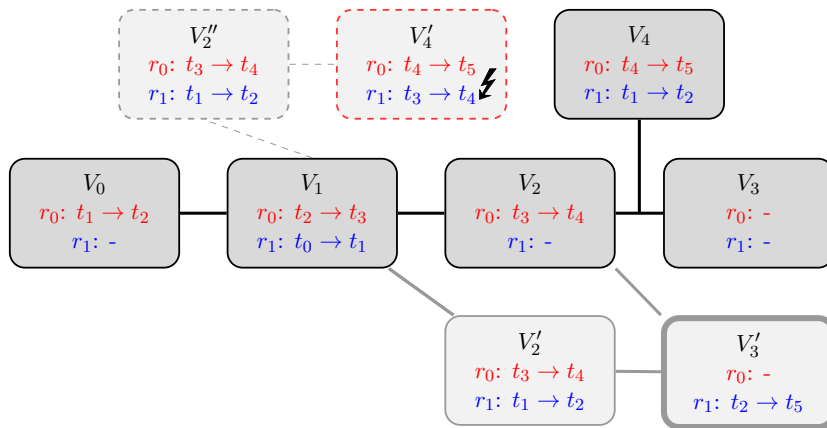 V₂″
r₀: t₃ → t₄
r₁: t₁ → t₂
V₄′
r₀: t₄ → t₅
r₁: t₃ → t₄
V₄
r₀: t₄ → t₅
r₁: t₁ → t₂
V₀
r₀: t₁ → t₂
r₁: -
V₁
r₀: t₂ → t₃
r₁: t₀ → t₁
V₂
r₀: t₃ → t₄
r₁: -
V₃
r₀: -
r₁: -
V₂′
r₀: t₃ → t₄
r₁: t₁ → t₂
V₃′
r₀: -
r₁: t₂ → t₅